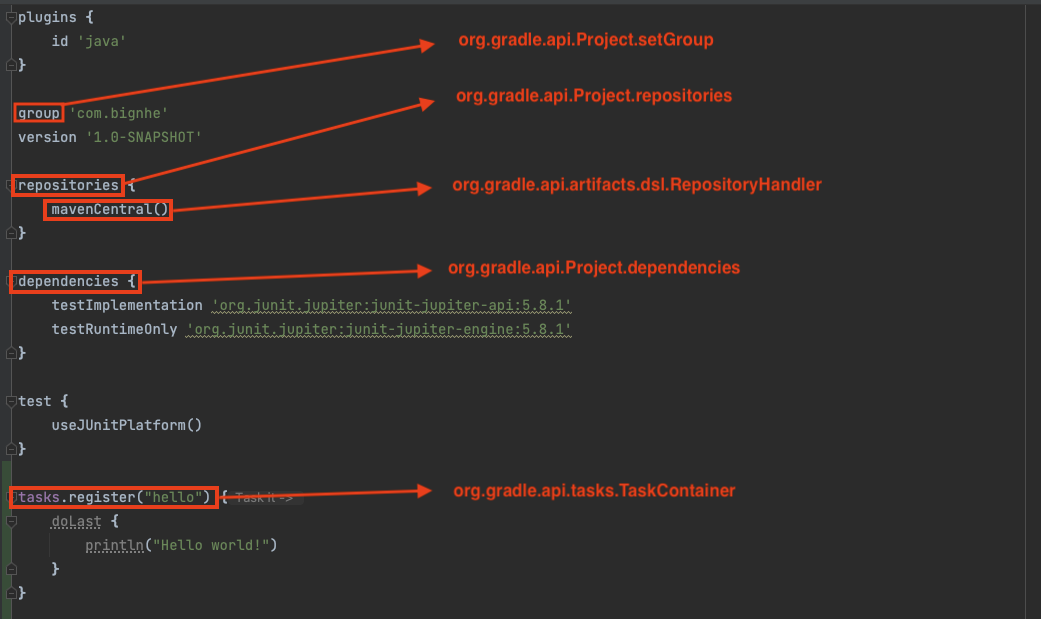 plugins {
id 'java'
}
org.gradle.api.Project.setGroup
org.gradle.api.Project.repositories
group 'com.bignhe'
version '1.0-SNAPSHOT'
repositories {
org.gradle.api.artifacts.dsl.RepositoryHandler
mavenCentral()
}
dependencies {
org.gradle.api.Project.dependencies
testImplementation 'org.junit.jupiter:junit-jupiter-api:5.8.1'
testRuntimeOnly 'org.junit.jupiter:junit-jupiter-engine:5.8.1'
}
test {
useJUnitPlatform()
}
tasks.register("hello") { Task it ->
org.gradle.api.tasks.TaskContainer
doLast {
println("Hello world!")
}
}